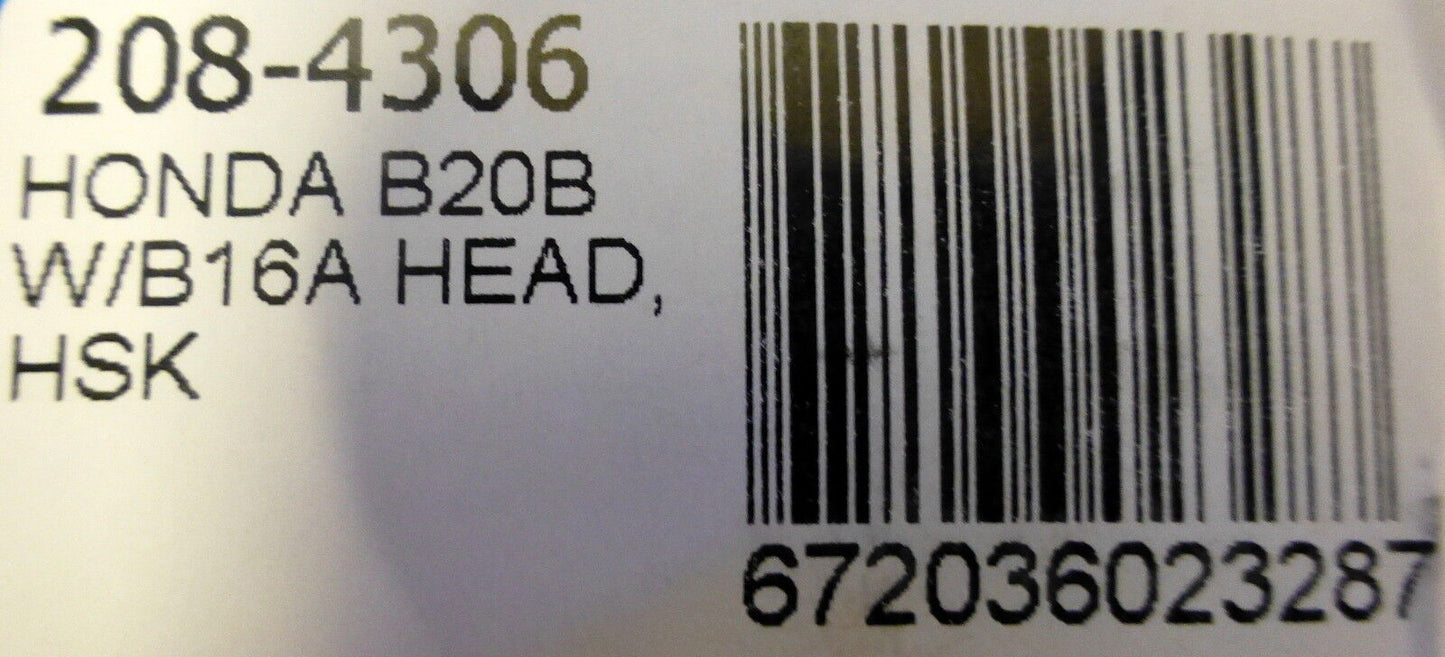 208-4306
HONDA B20B
W/B16A HEAD,
HSK
672036023287